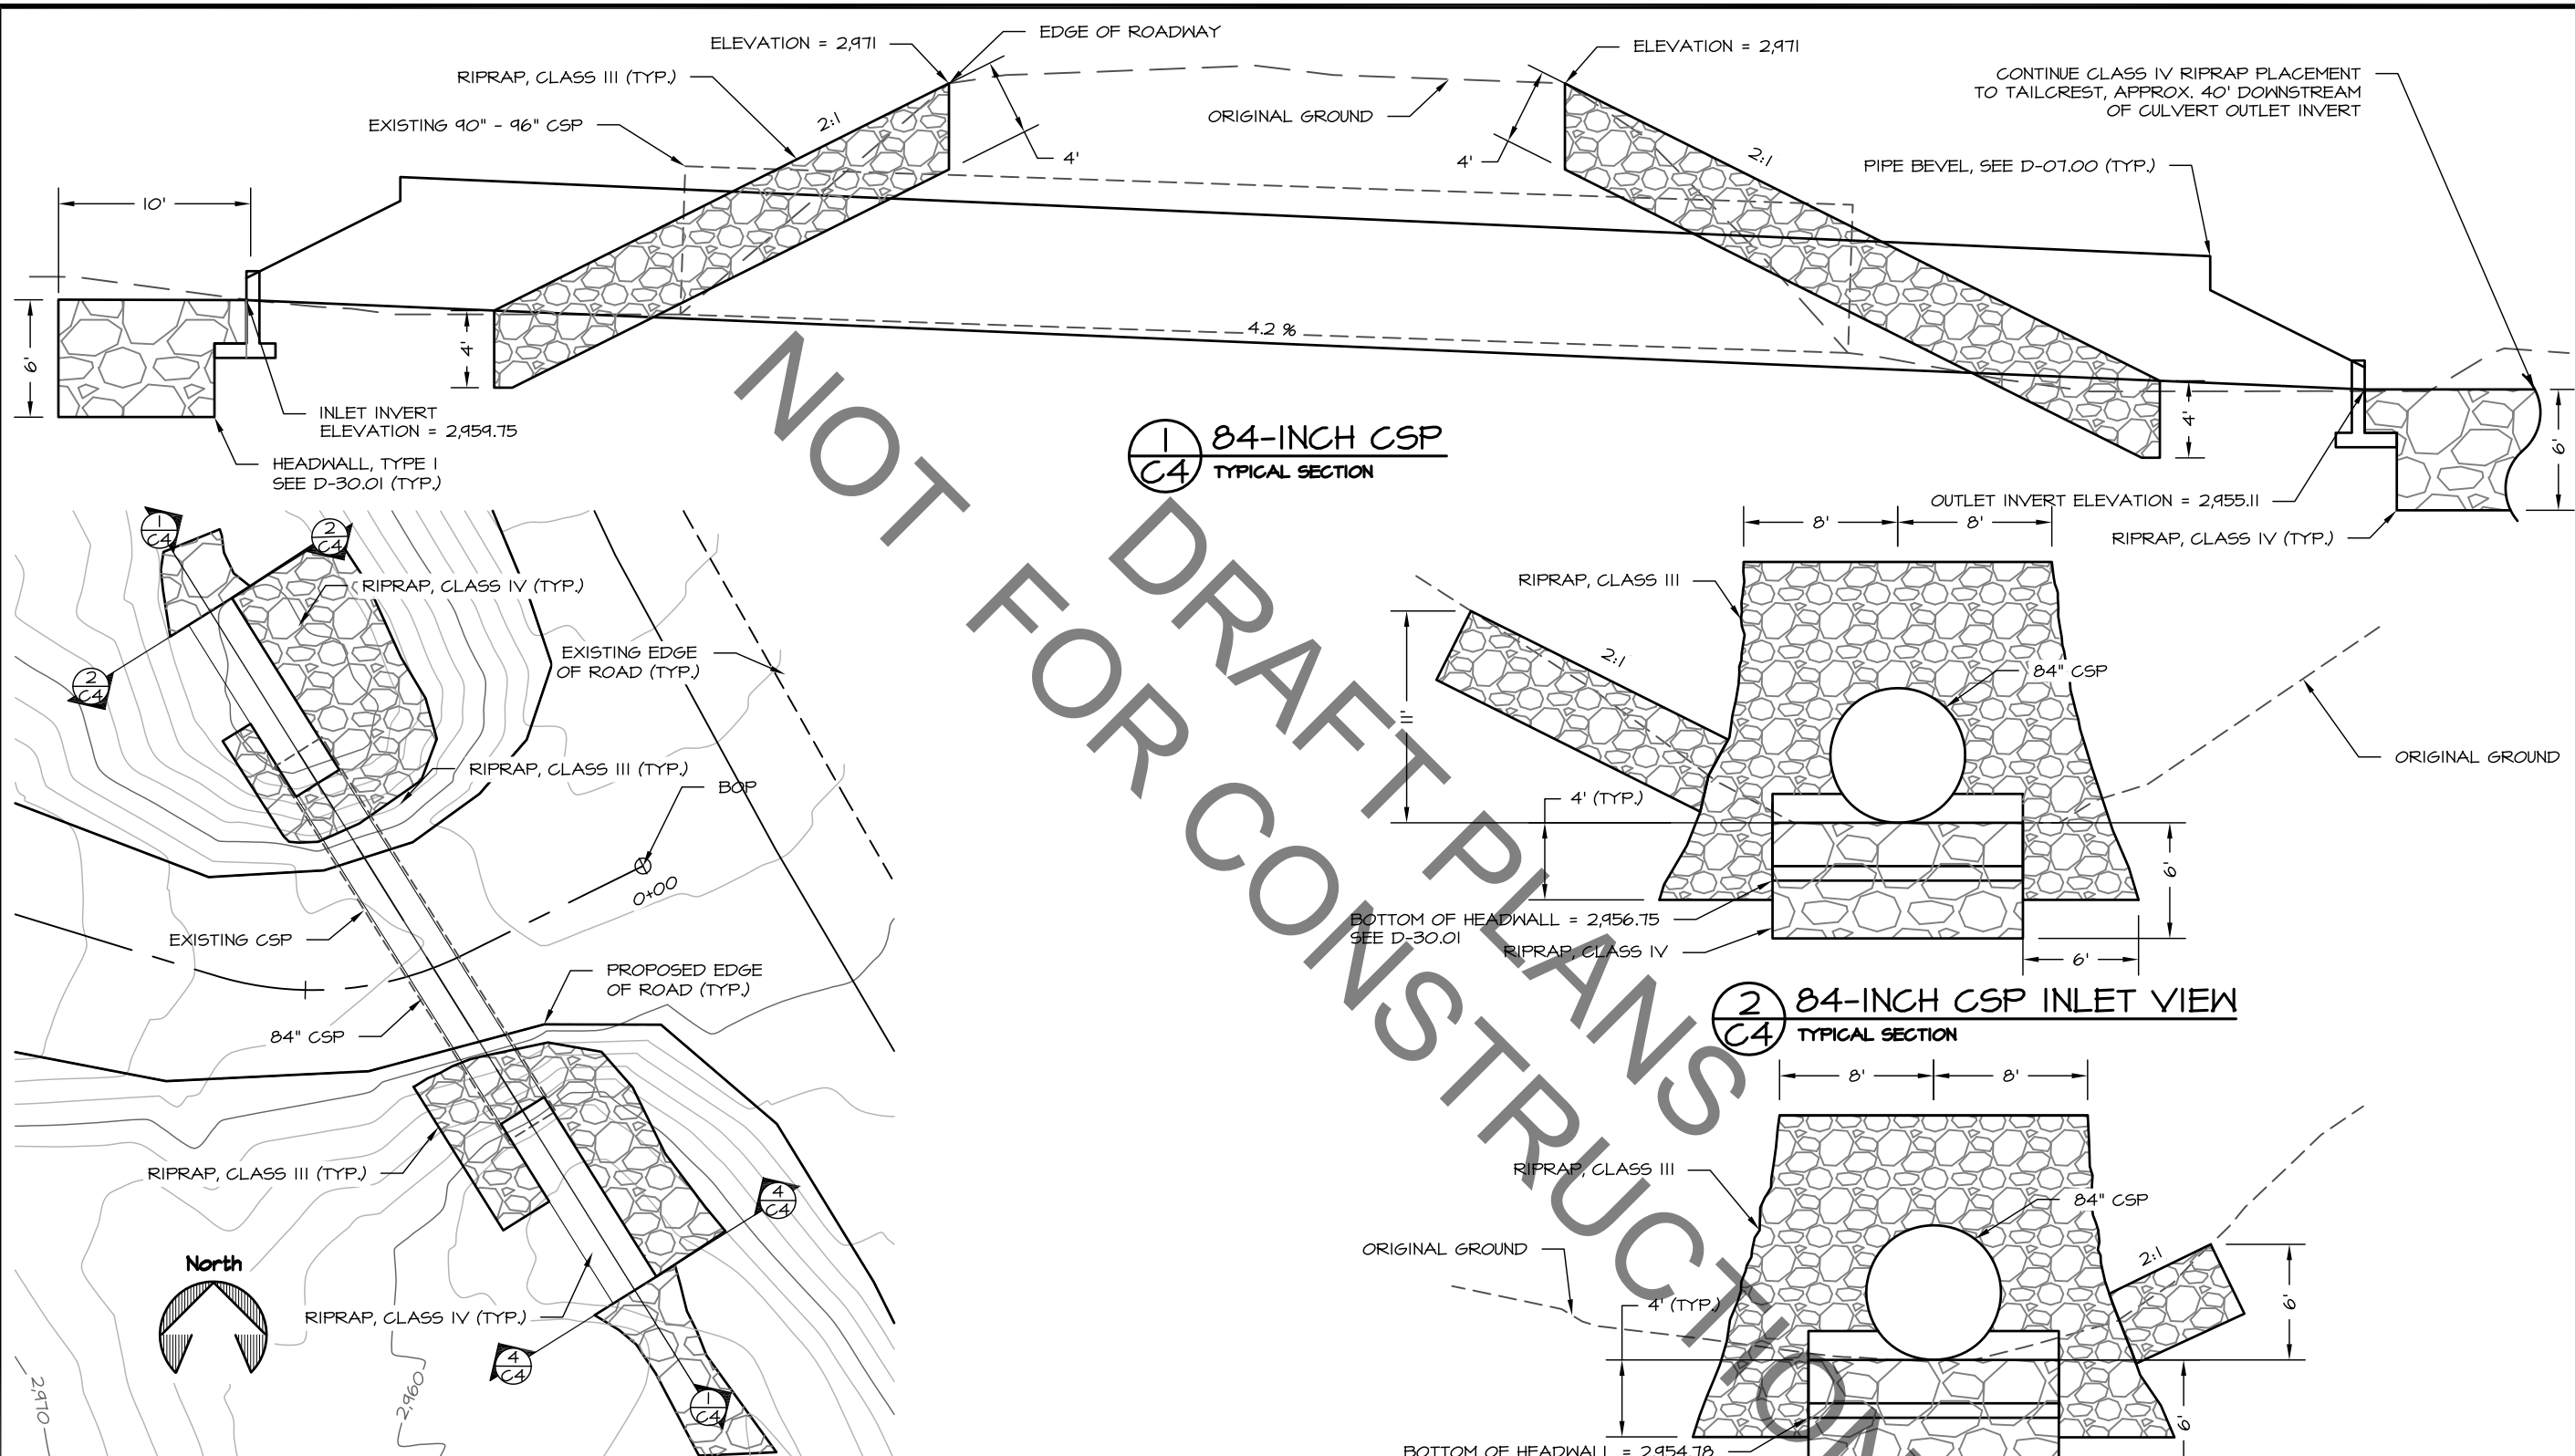 ELEVATION = 2,971
EDGE OF ROADWAY
ELEVATION = 2,971
RIPRAP, CLASS III (TYP.)
EXISTING 90" - 96" CSP
2:1
4'
ORIGINAL GROUND
4'
2:1
CONTINUE CLASS IV RIPRAP PLACEMENT
TO TAILCREST, APPROX. 40' DOWNSTREAM
OF CULVERT OUTLET INVERT
PIPE BEVEL, SEE D-07.00 (TYP.)
10'
6'
4'
4.2 %
4'
6'
INLET INVERT
ELEVATION = 2,959.75
HEADWALL, TYPE I
SEE D-30.01 (TYP.)
1
C4
84-INCH CSP
TYPICAL SECTION
OUTLET INVERT ELEVATION = 2,955.11
RIPRAP, CLASS IV (TYP.)
1
C4
2
C4
RIPRAP, CLASS IV (TYP.)
EXISTING EDGE
OF ROAD (TYP.)
2
C4
RIPRAP, CLASS III (TYP.)
BOP
0+00
EXISTING CSP
PROPOSED EDGE
OF ROAD (TYP.)
84" CSP
RIPRAP, CLASS III (TYP.)
4
C4
North
RIPRAP, CLASS IV (TYP.)
4
C4
1
C4
2,970
2,960
8'
8'
RIPRAP, CLASS III
2:1
84" CSP
11'
ORIGINAL GROUND
4' (TYP.)
6'
BOTTOM OF HEADWALL = 2,956.75
SEE D-30.01
RIPRAP, CLASS IV
6'
2
C4
84-INCH CSP INLET VIEW
TYPICAL SECTION
8'
8'
RIPRAP, CLASS III
84" CSP
ORIGINAL GROUND
2:1
6'
4' (TYP.)
6'
BOTTOM OF HEADWALL = 2,954.78
DRAFT PLANS
NOT FOR CONSTRUCTION